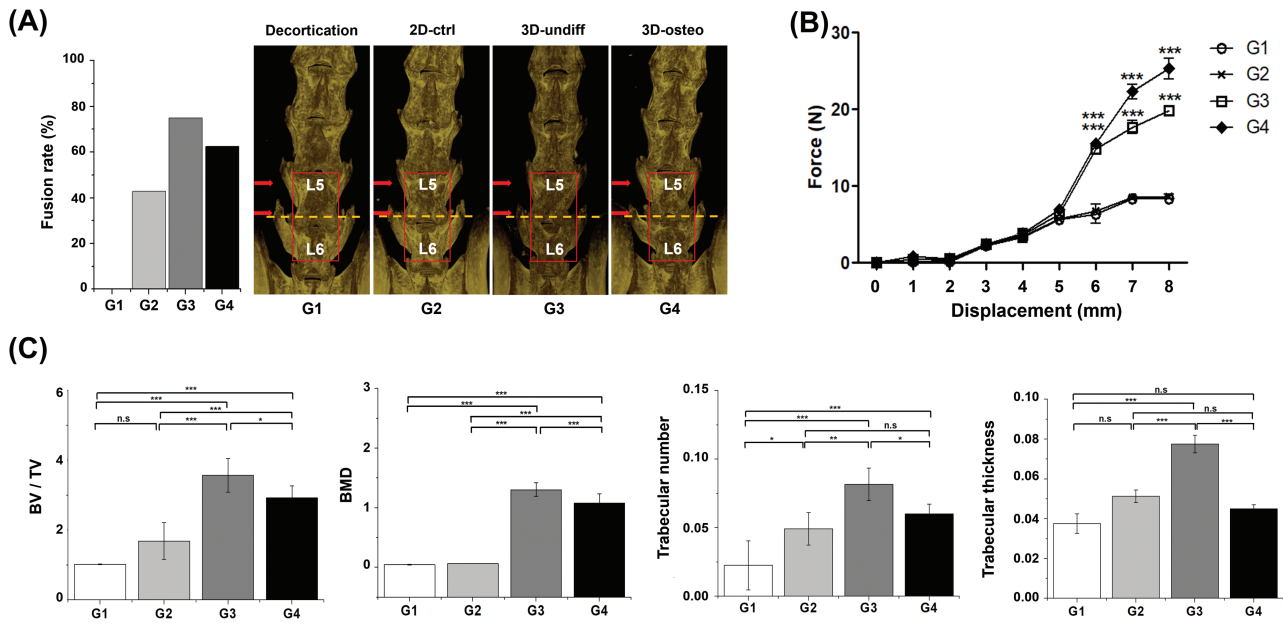 (A)
Decortication 2D-ctrl 3D-undiff 3D-osteo
Fusion rate (%)
100
80
60
40
20
0
G1 G2 G3 G4
L5 L5 L5 L5
L6 L6 L6 L6
G1 G2 G3 G4
(B)
Force (N)
30
20
10
0
0 1 2 3 4 5 6 7 8
Displacement (mm)
***
***
***
***
***
***
G1
G2
G3
G4
(C)
BV / TV
6
4
2
0
***
***
***
n.s *** *
G1 G2 G3 G4
BMD
3
2
1
0
***
***
***
*** ***
G1 G2 G3 G4
Trabecular number
0.15
0.10
0.05
0.00
***
***
n.s
* ** *
G1 G2 G3 G4
Trabecular thickness
0.10
0.08
0.06
0.04
0.02
0.00
n.s
***
n.s
n.s *** ***
G1 G2 G3 G4